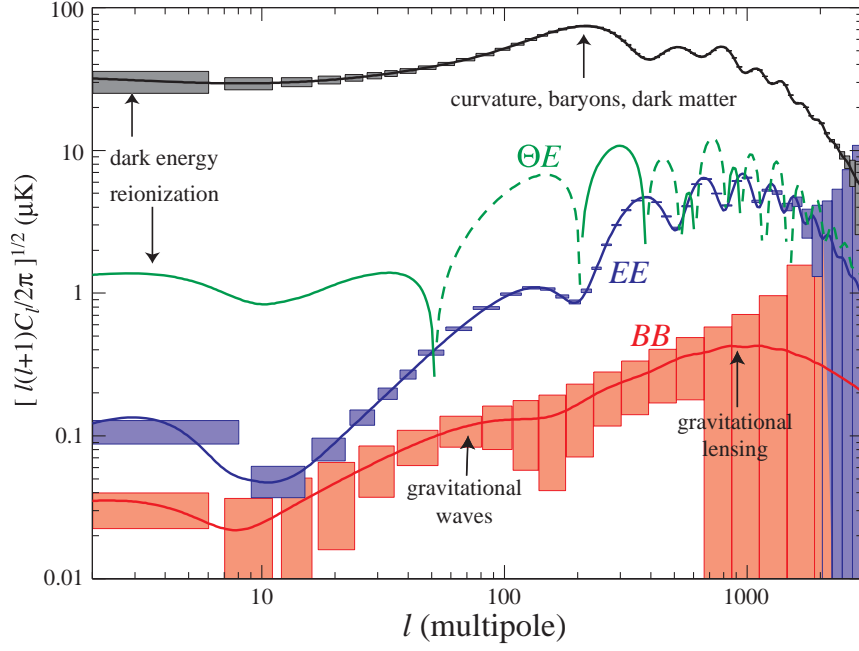 100
10
1
0.1
0.01
[ l(l+1)C_l/2π ]^{1/2} (μK)
curvature, baryons, dark matter
dark energy
reionization
ΘE
EE
BB
gravitational
waves
gravitational
lensing
10
100
1000
l (multipole)